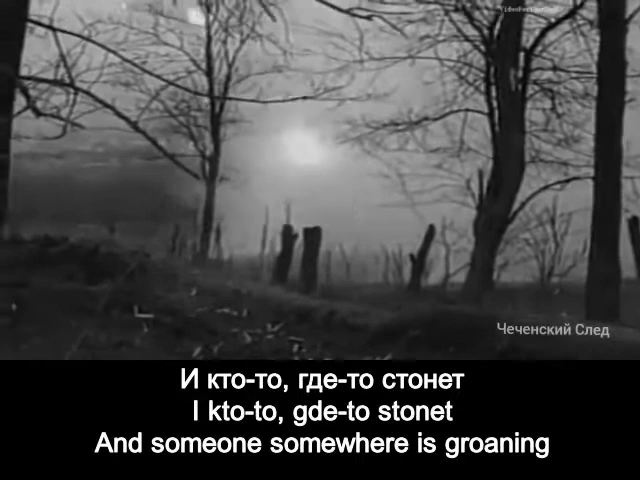 Чеченский След
И кто-то, где-то стонет
I kto-to, gde-to stonet
And someone somewhere is groaning